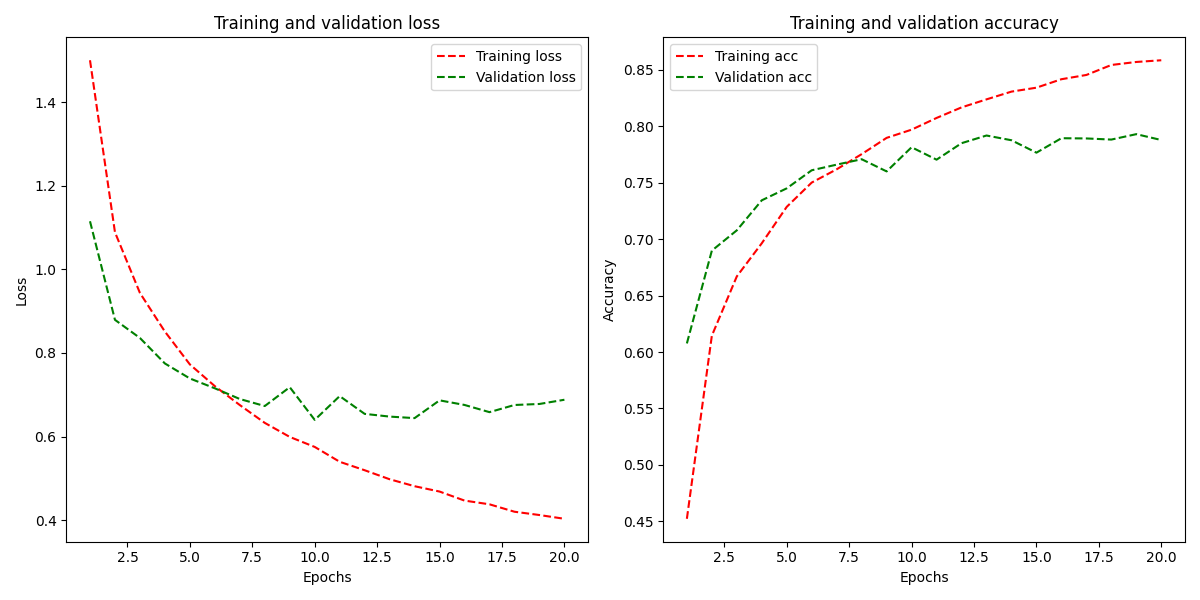 Training and validation loss
Training loss
Validation loss
1.4
1.2
1.0
0.8
0.6
0.4
Loss
2.5 5.0 7.5 10.0 12.5 15.0 17.5 20.0
Epochs
Training and validation accuracy
Training acc
Validation acc
0.85
0.80
0.75
0.70
0.65
0.60
0.55
0.50
0.45
Accuracy
2.5 5.0 7.5 10.0 12.5 15.0 17.5 20.0
Epochs